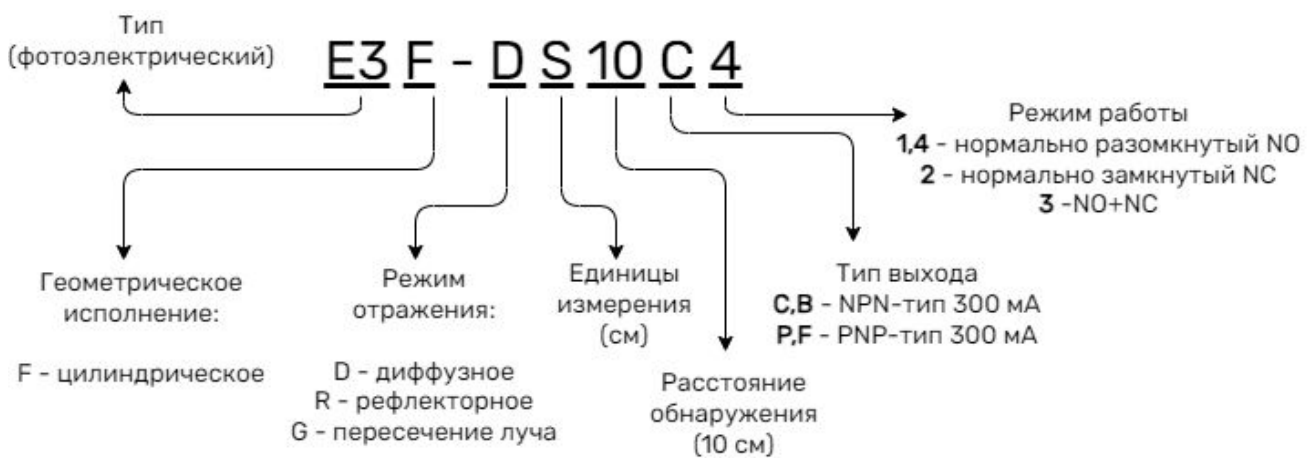 Тип
(фотоэлектрический)
E3 F - D S 10 C 4
Режим работы
1,4 - нормально разомкнутый NO
2 - нормально замкнутый NC
3 -NO+NC
Геометрическое
исполнение:
F - цилиндрическое
Режим
отражения:
D - диффузное
R - рефлекторное
G - пересечение луча
Единицы
измерения
(см)
Расстояние
обнаружения
(10 см)
Тип выхода
C,B - NPN-тип 300 мА
P,F - PNP-тип 300 мА